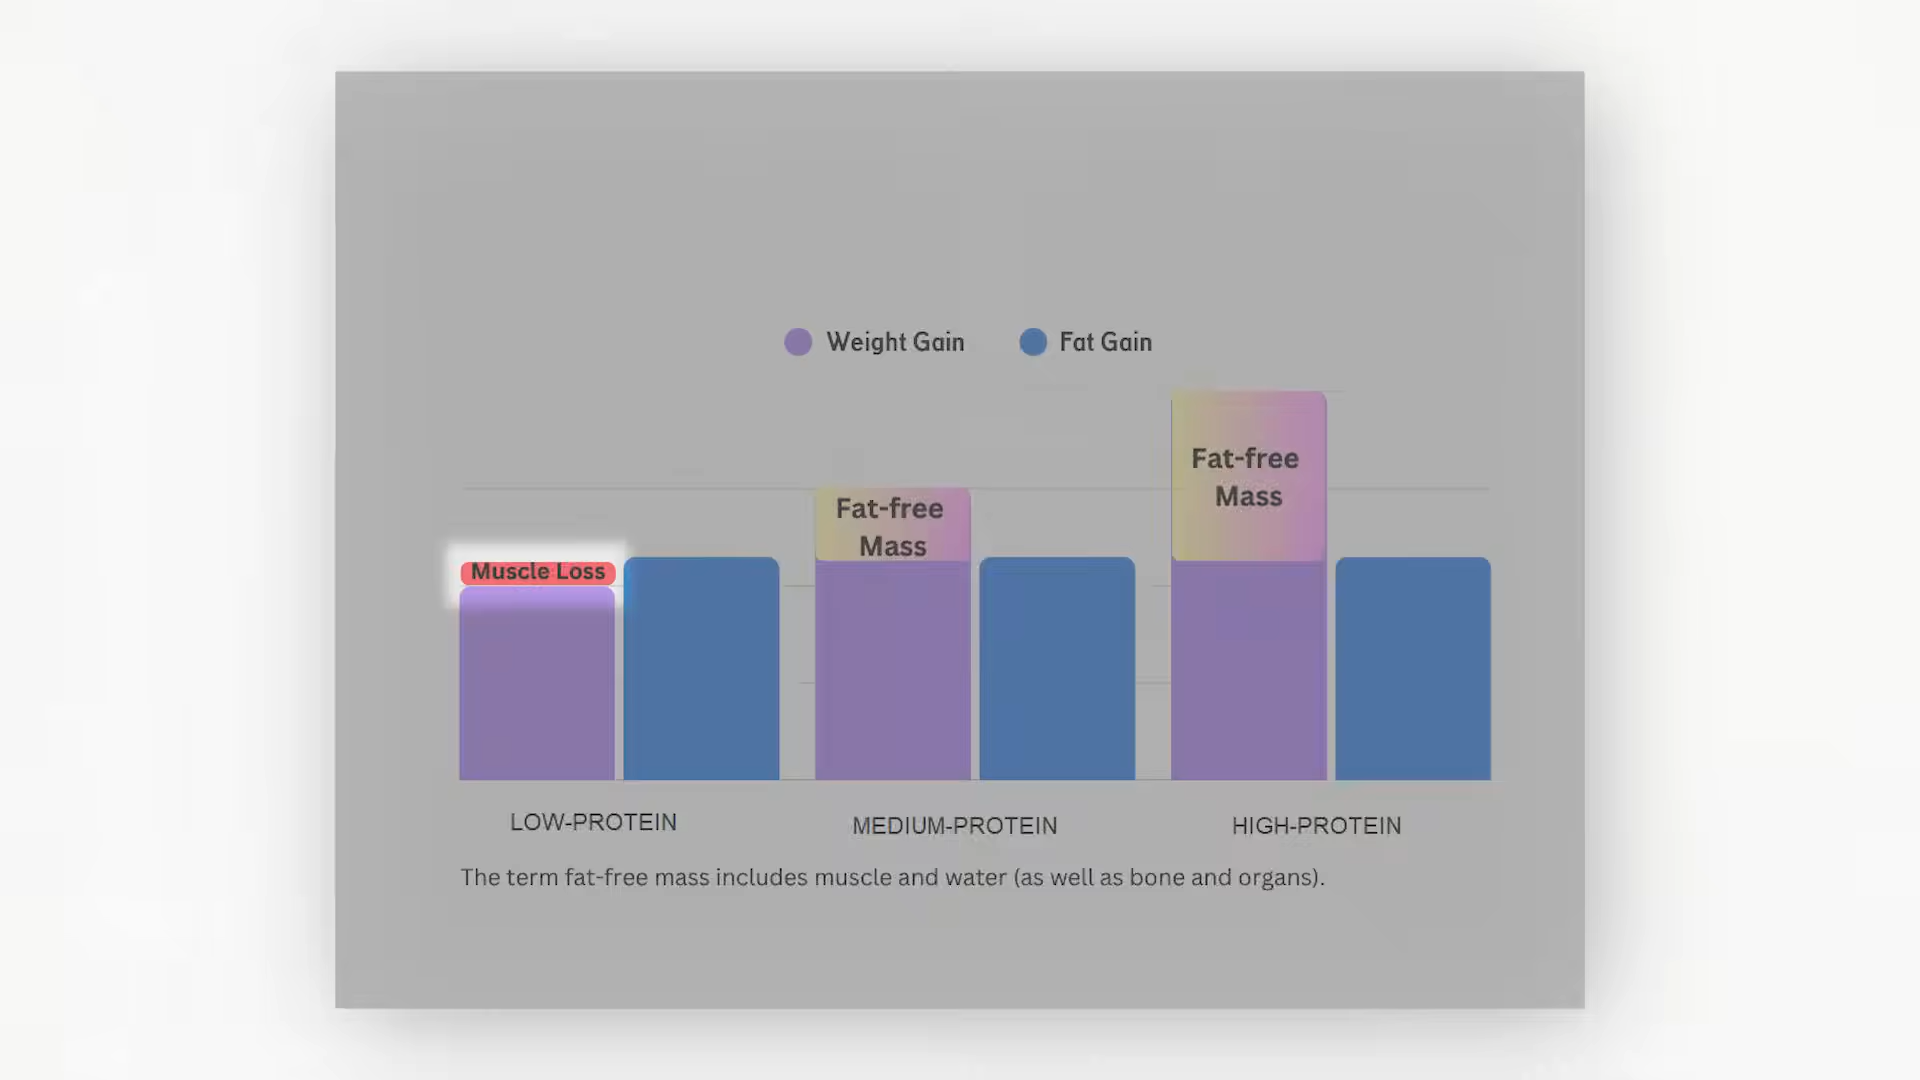 Weight Gain
Fat Gain
Fat-free
Mass
Fat-free
Mass
Muscle Loss
LOW-PROTEIN
MEDIUM-PROTEIN
HIGH-PROTEIN
The term fat-free mass includes muscle and water (as well as bone and organs).